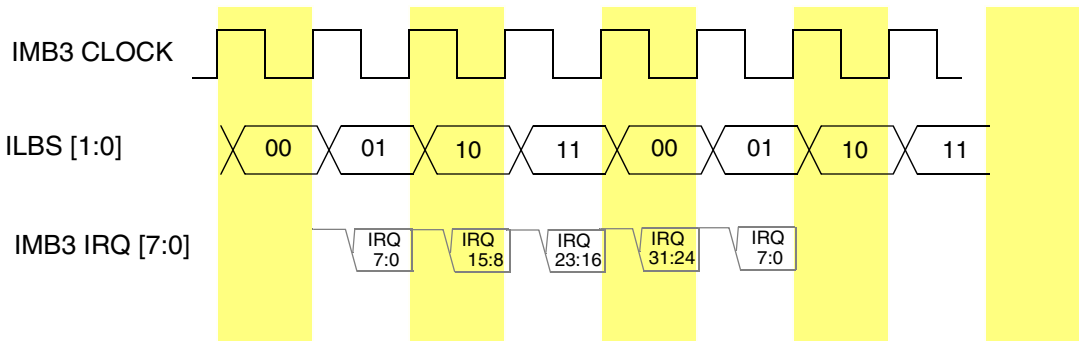 IMB3 CLOCK
ILBS [1:0]
00 01 10 11 00 01 10 11
IMB3 IRQ [7:0]
IRQ 7:0
IRQ 15:8
IRQ 23:16
IRQ 31:24
IRQ 7:0